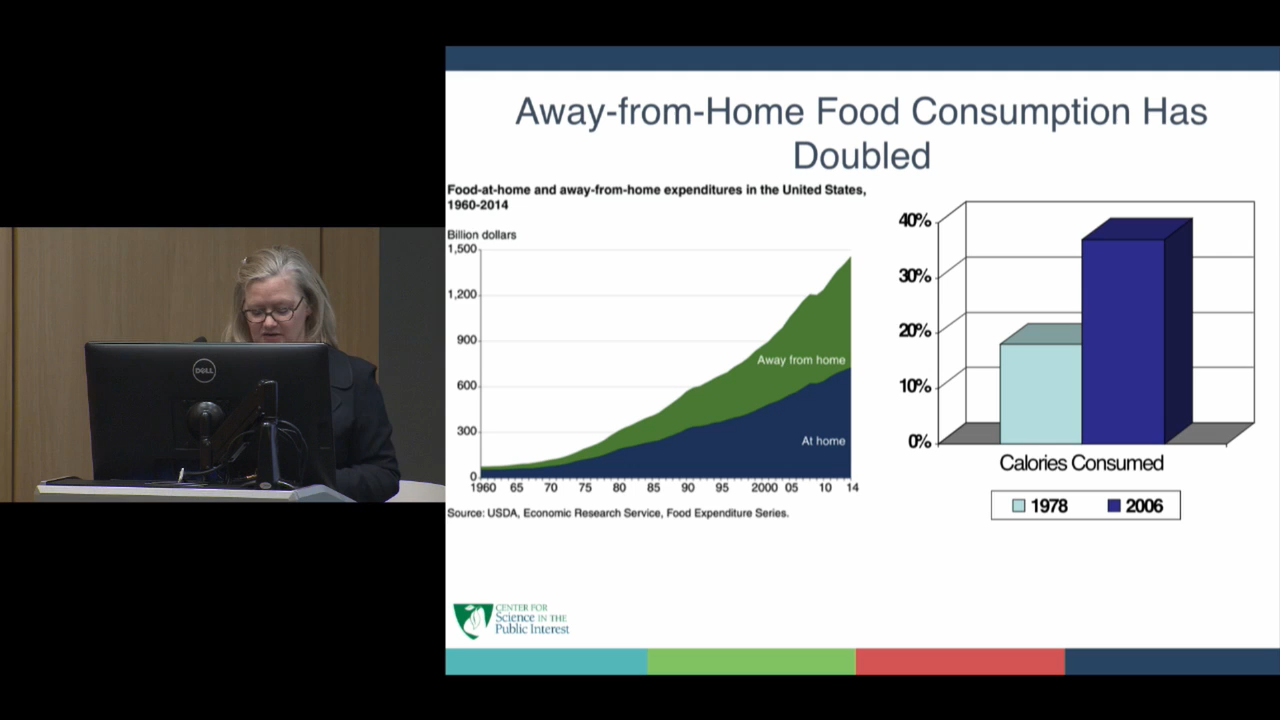 Away-from-Home Food Consumption Has
Doubled
Food-at-home and away-from-home expenditures in the United States,
1960-2014
Billion dollars
1,500
1,200
900
600
300
0
Away from home
At home
1960 65 70 75 80 85 90 95 2000 05 10 14
Source: USDA, Economic Research Service, Food Expenditure Series.
40%
30%
20%
10%
0%
Calories Consumed
1978 2006
DELL
CENTER FOR
Science IN THE
Public Interest